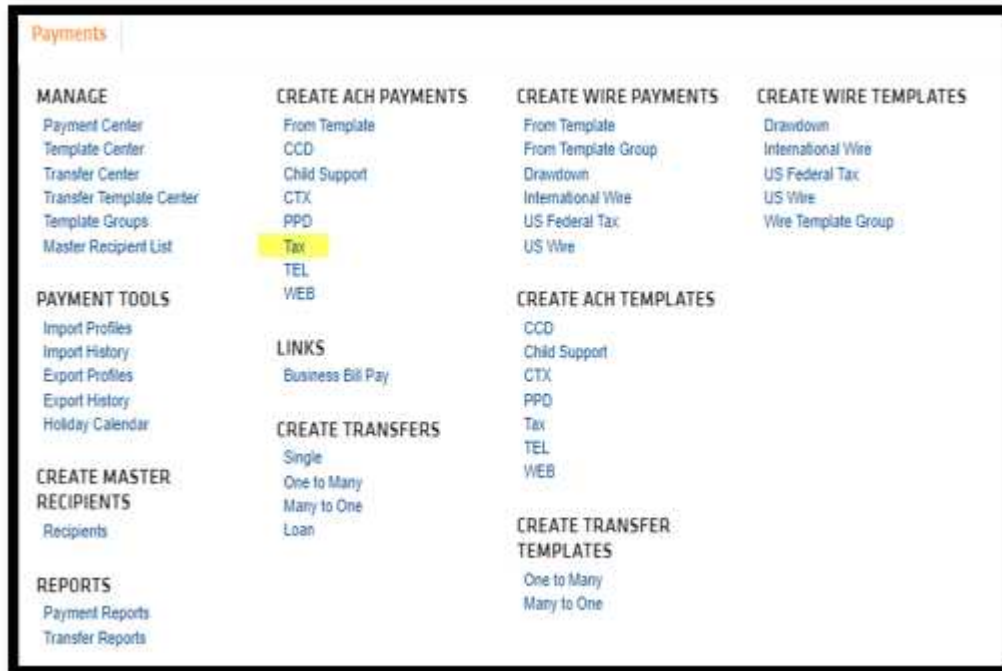 Payments
MANAGE
Payment Center
Template Center
Transfer Center
Transfer Template Center
Template Groups
Master Recipient List
PAYMENT TOOLS
Import Profiles
Import History
Export Profiles
Export History
Holiday Calendar
CREATE MASTER
RECIPIENTS
Recipients
REPORTS
Payment Reports
Transfer Reports
CREATE ACH PAYMENTS
From Template
CCD
Child Support
CTX
PPD
Tax
TEL
WEB
LINKS
Business Bill Pay
CREATE TRANSFERS
Single
One to Many
Many to One
Loan
CREATE WIRE PAYMENTS
From Template
From Template Group
Drawdown
International Wire
US Federal Tax
US Wire
CREATE ACH TEMPLATES
CCD
Child Support
CTX
PPD
Tax
TEL
WEB
CREATE TRANSFER
TEMPLATES
One to Many
Many to One
CREATE WIRE TEMPLATES
Drawdown
International Wire
US Federal Tax
US Wire
Wire Template Group